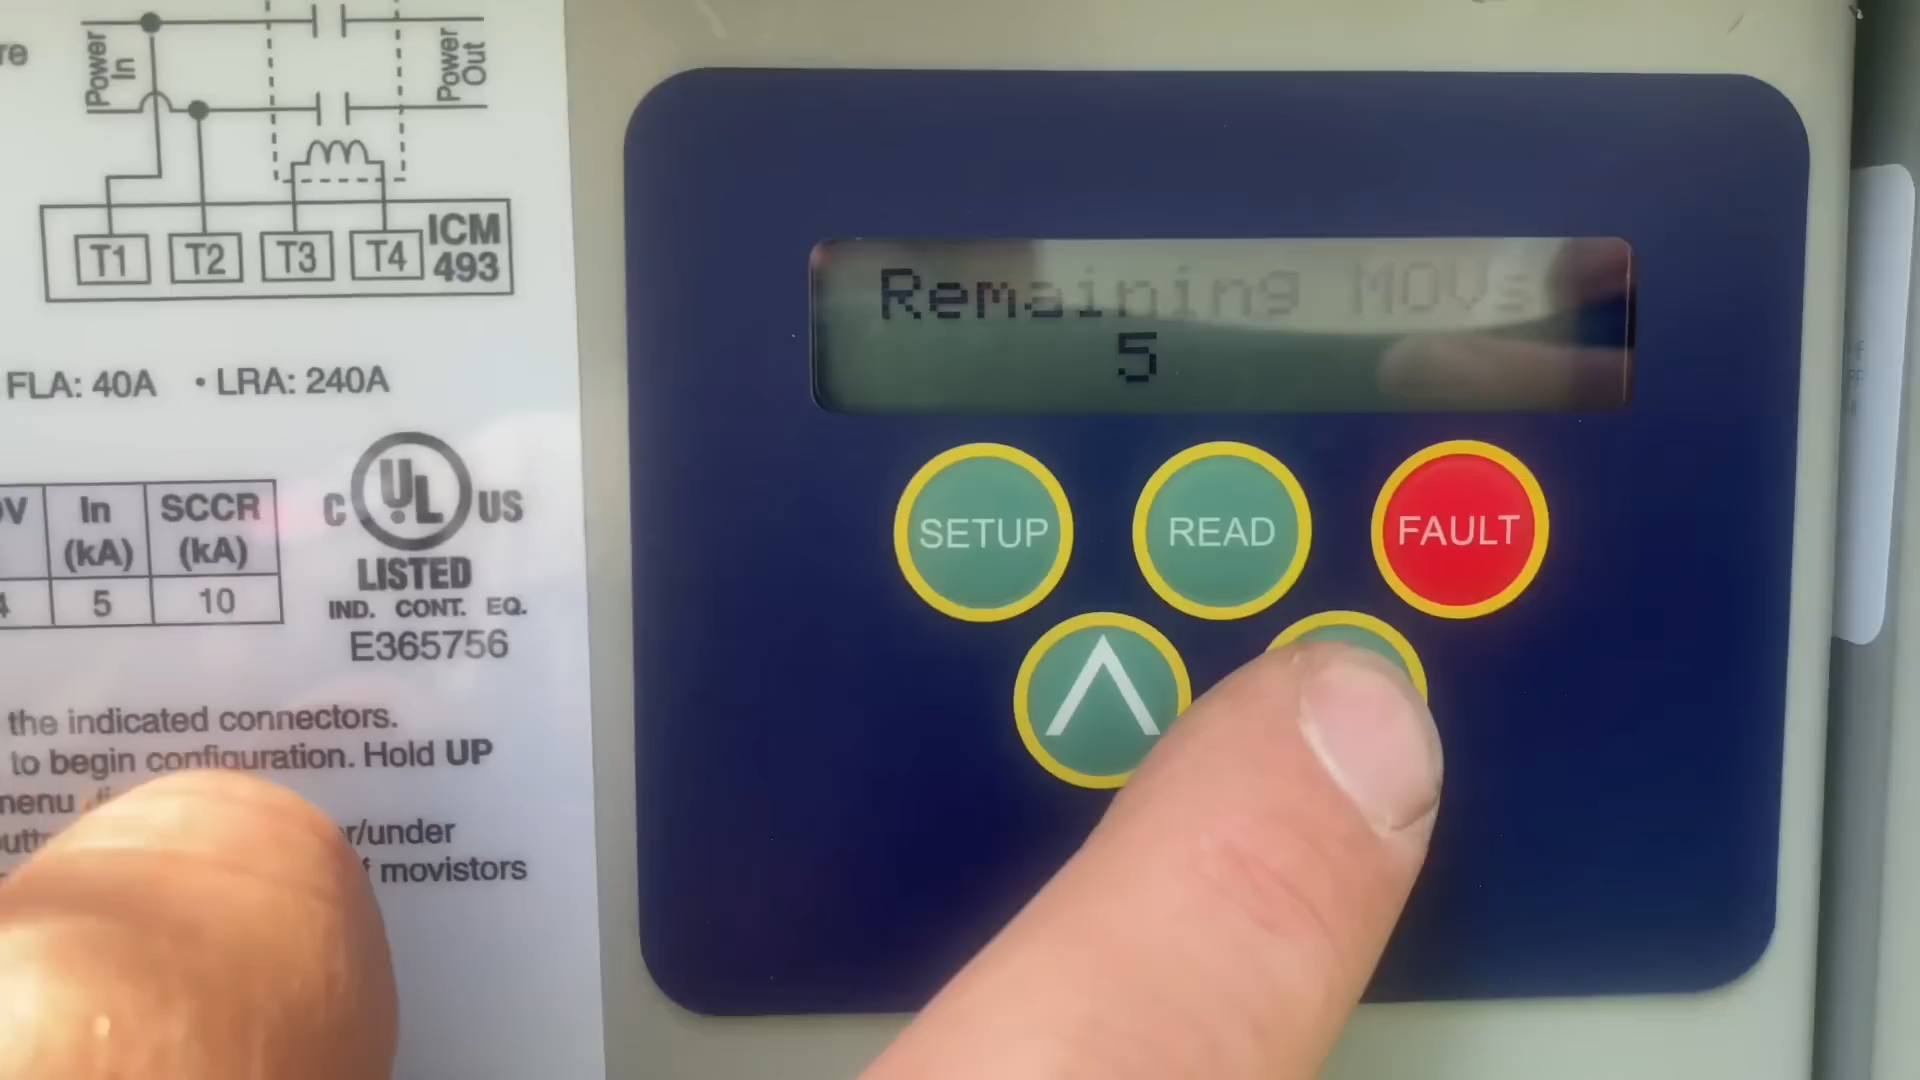 re
Power
In
Power
Out
T1 T2 T3 T4 ICM
493
FLA: 40A • LRA: 240A
In SCCR
(kA) (kA)
5 10
C UL US
LISTED
IND. CONT. EQ.
E365756
the indicated connectors.
to begin configuration. Hold UP
menu
r/under
movistors
Remaining MOVs
5
SETUP READ FAULT